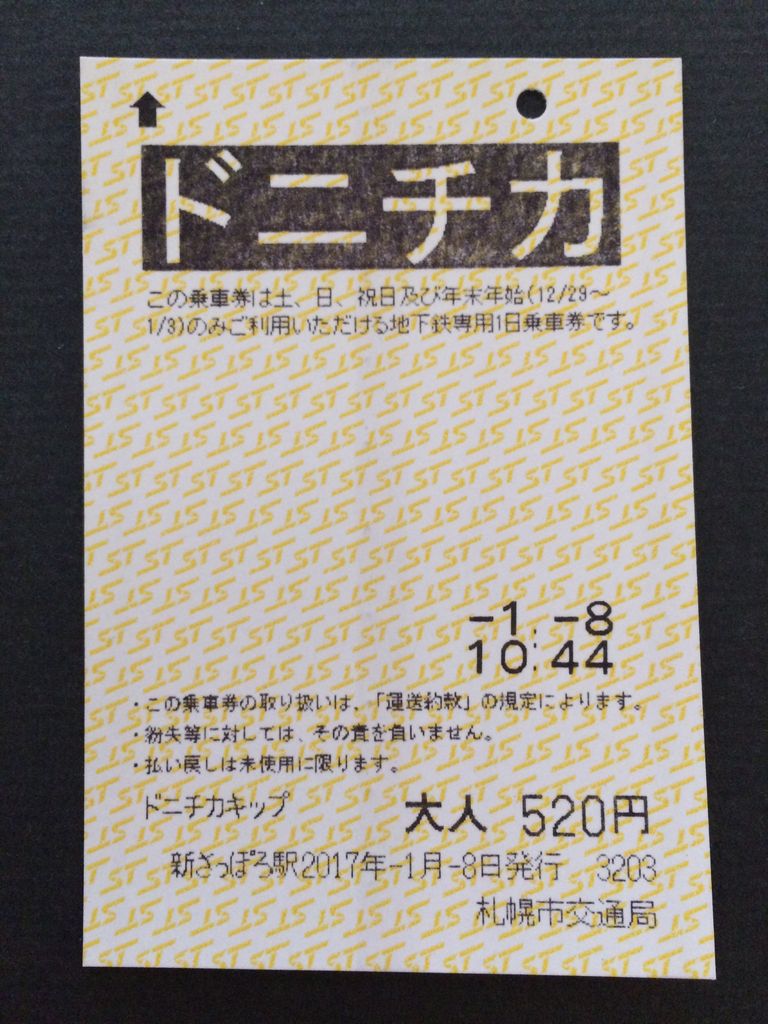 ドニチカ
この乗車券は土、日、祝日及び年末年始(12/29～
1/3)のみご利用いただける地下鉄専用1日乗車券です。
-1.-8
10:44
・この乗車券の取り扱いは、「運送約款」の規定によります。
・紛失等に対しては、その責を負いません。
・払い戻しは未使用に限ります。
ドニチカキップ 大人 520円
新さっぽろ駅2017年-1月-8日発行 3203
札幌市交通局